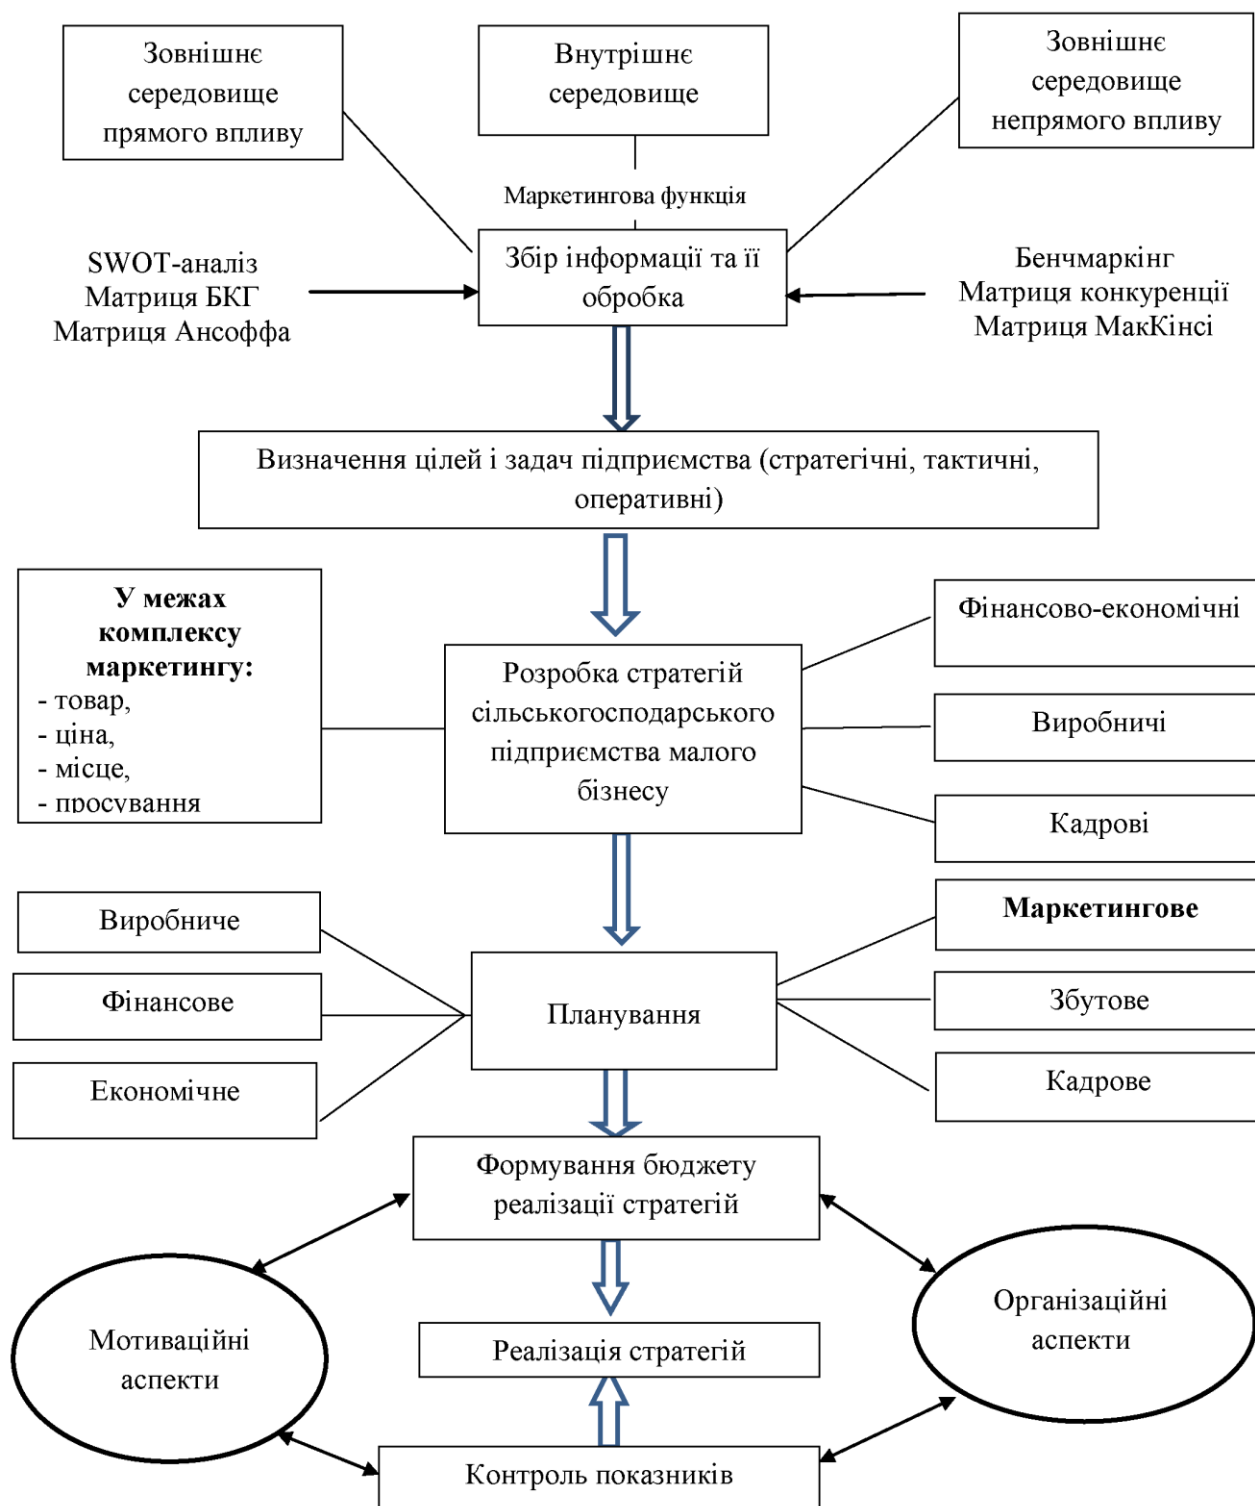 Зовнішнє
середовище
прямого впливу
Внутрішнє
середовище
Зовнішнє
середовище
непрямого впливу
Маркетингова функція
SWOT-аналіз
Матриця БКГ
Матриця Ансоффа
Збір інформації та її
обробка
Бенчмаркінг
Матриця конкуренції
Матриця МакКінсі
Визначення цілей і задач підприємства (стратегічні, тактичні,
оперативні)
У межах
комплексу
маркетингу:
- товар,
- ціна,
- місце,
- просування
Розробка стратегій
сільськогосподарського
підприємства малого
бізнесу
Фінансово-економічні
Виробничі
Кадрові
Виробниче
Фінансове
Економічне
Планування
Маркетингове
Збутове
Кадрове
Формування бюджету
реалізації стратегій
Мотиваційні
аспекти
Організаційні
аспекти
Реалізація стратегій
Контроль показників